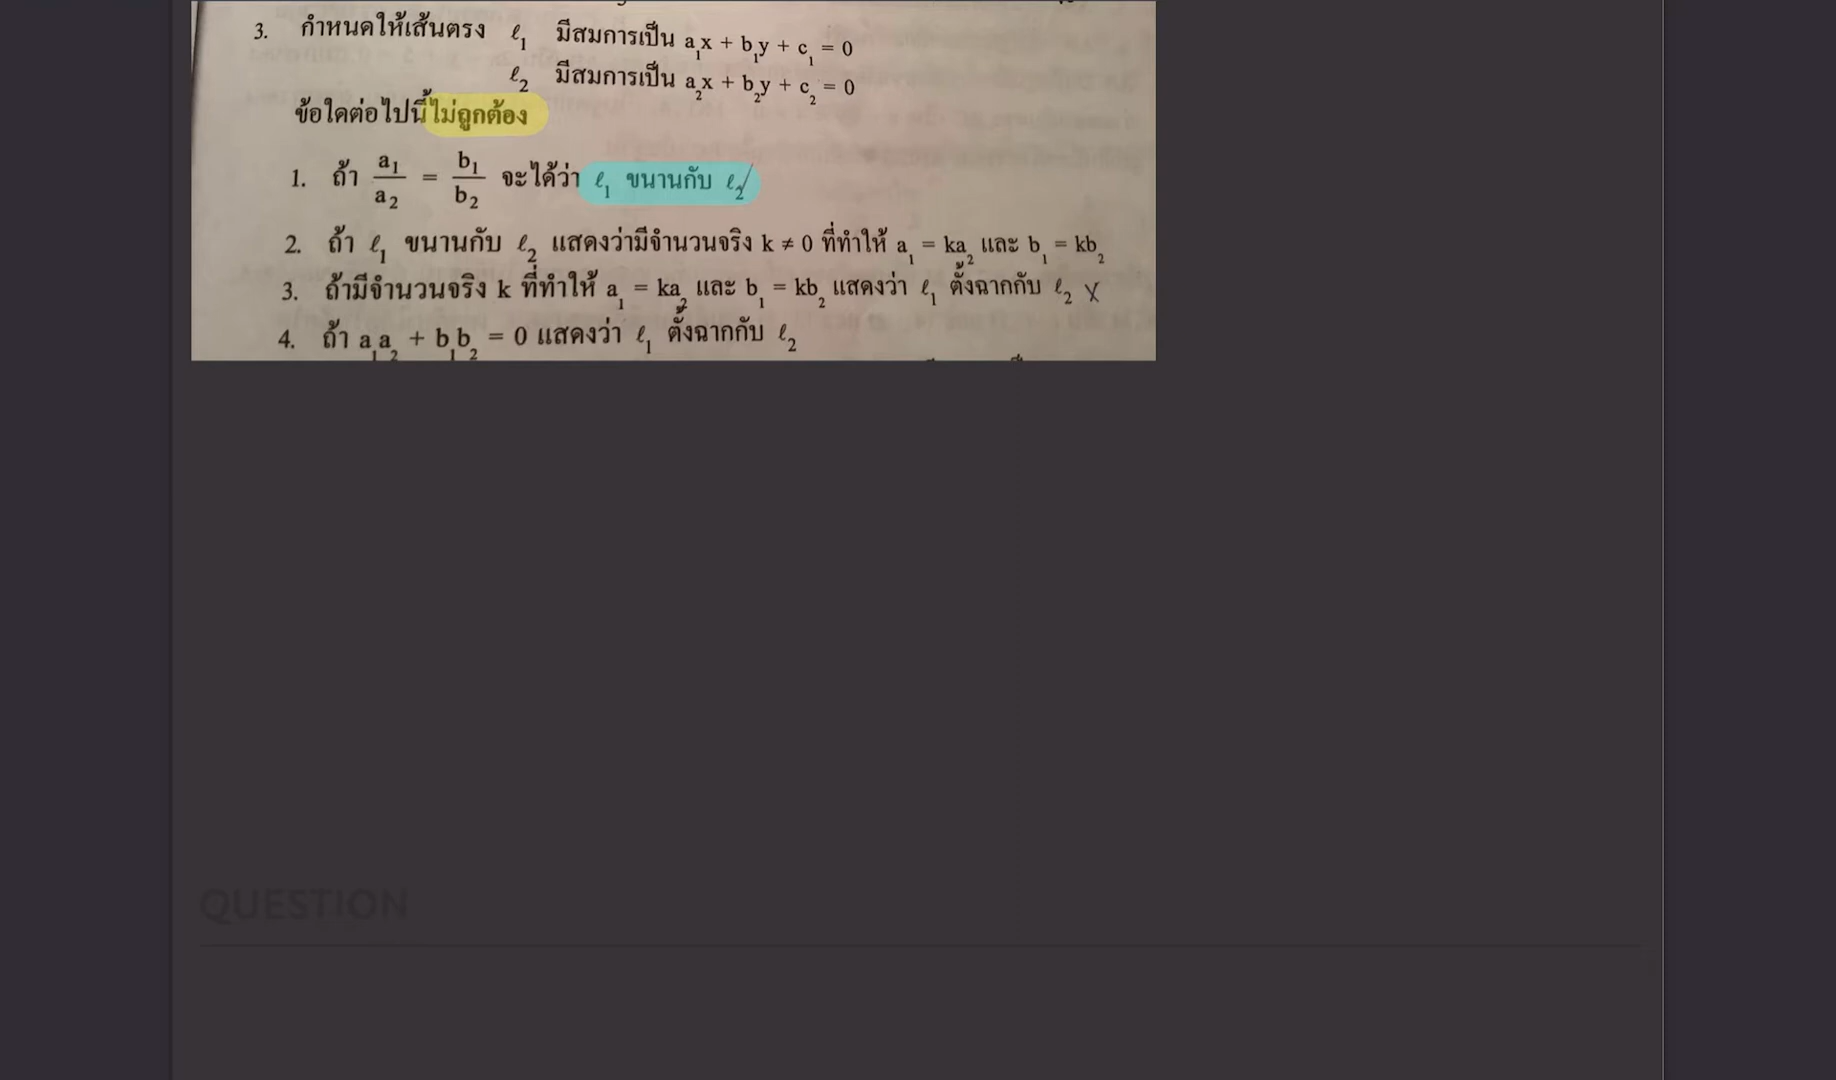 3. กำหนดให้เส้นตรง ℓ₁ มีสมการเป็น a₁x + b₁y + c₁ = 0
ℓ₂ มีสมการเป็น a₂x + b₂y + c₂ = 0
ข้อใดต่อไปนี้ไม่ถูกต้อง
1. ถ้า a₁/a₂ = b₁/b₂ จะได้ว่า ℓ₁ ขนานกับ ℓ₂ /
2. ถ้า ℓ₁ ขนานกับ ℓ₂ แสดงว่ามีจำนวนจริง k ≠ 0 ที่ทำให้ a₁ = ka₂ และ b₁ = kb₂
3. ถ้ามีจำนวนจริง k ที่ทำให้ a₁ = ka₂ และ b₁ = kb₂ แสดงว่า ℓ₁ ตั้งฉากกับ ℓ₂ X
4. ถ้า a₁a₂ + b₁b₂ = 0 แสดงว่า ℓ₁ ตั้งฉากกับ ℓ₂
QUESTION